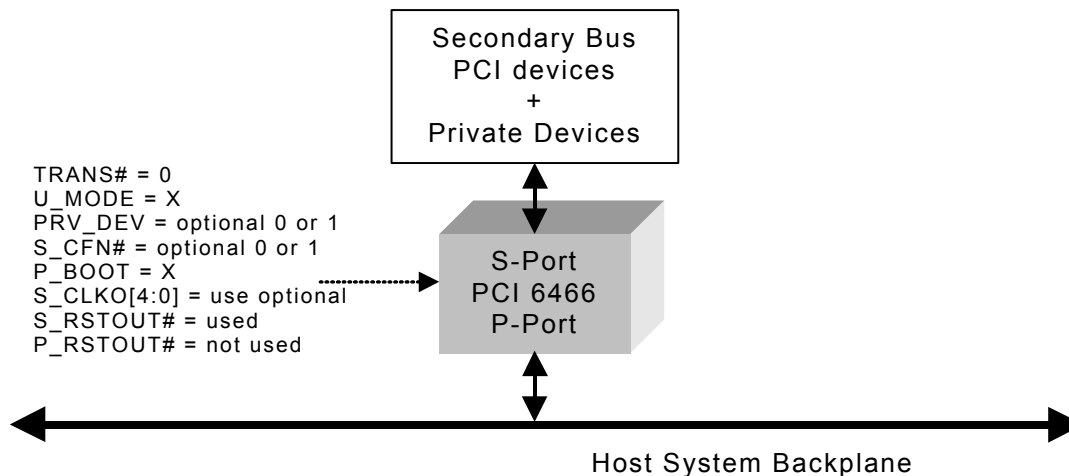 Secondary Bus
PCI devices
+
Private Devices
TRANS# = 0
U_MODE = X
PRV_DEV = optional 0 or 1
S_CFN# = optional 0 or 1
P_BOOT = X
S_CLKO[4:0] = use optional
S_RSTOUT# = used
P_RSTOUT# = not used
S-Port
PCI 6466
P-Port
Host System Backplane